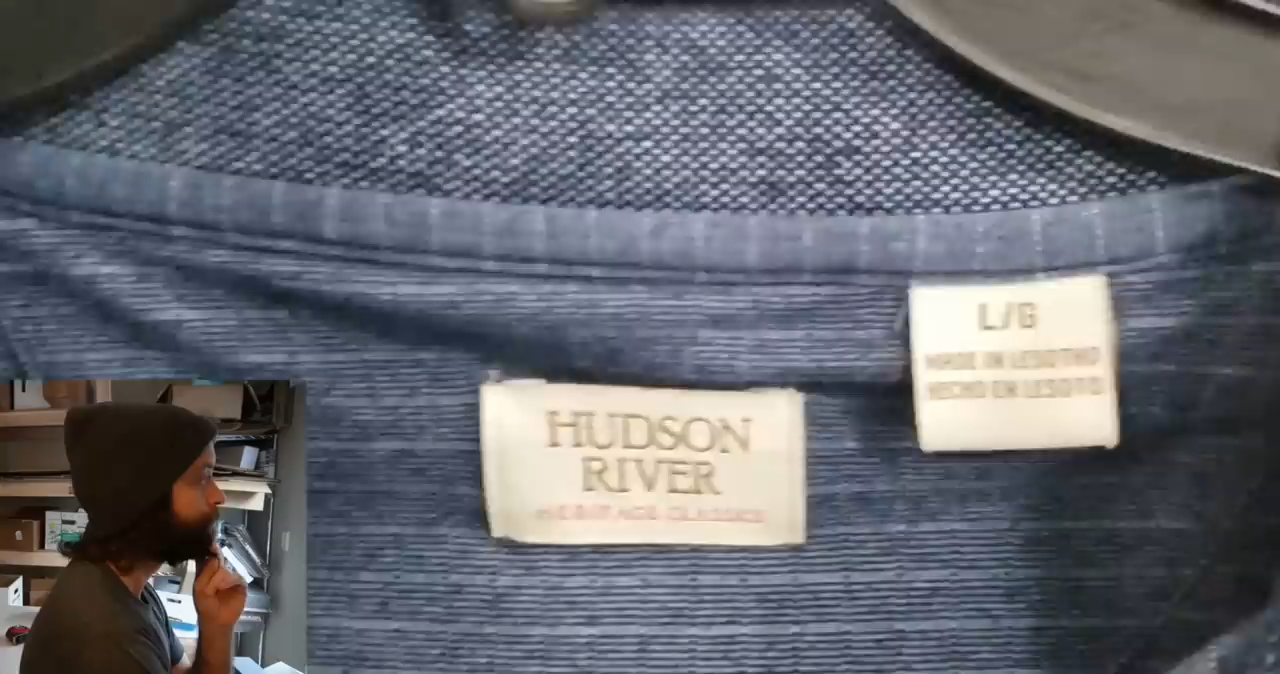 HUDSON
RIVER
HERITAGE CLASSICS
L/G
MADE IN LESOTHO
HECHO EN LESOTO